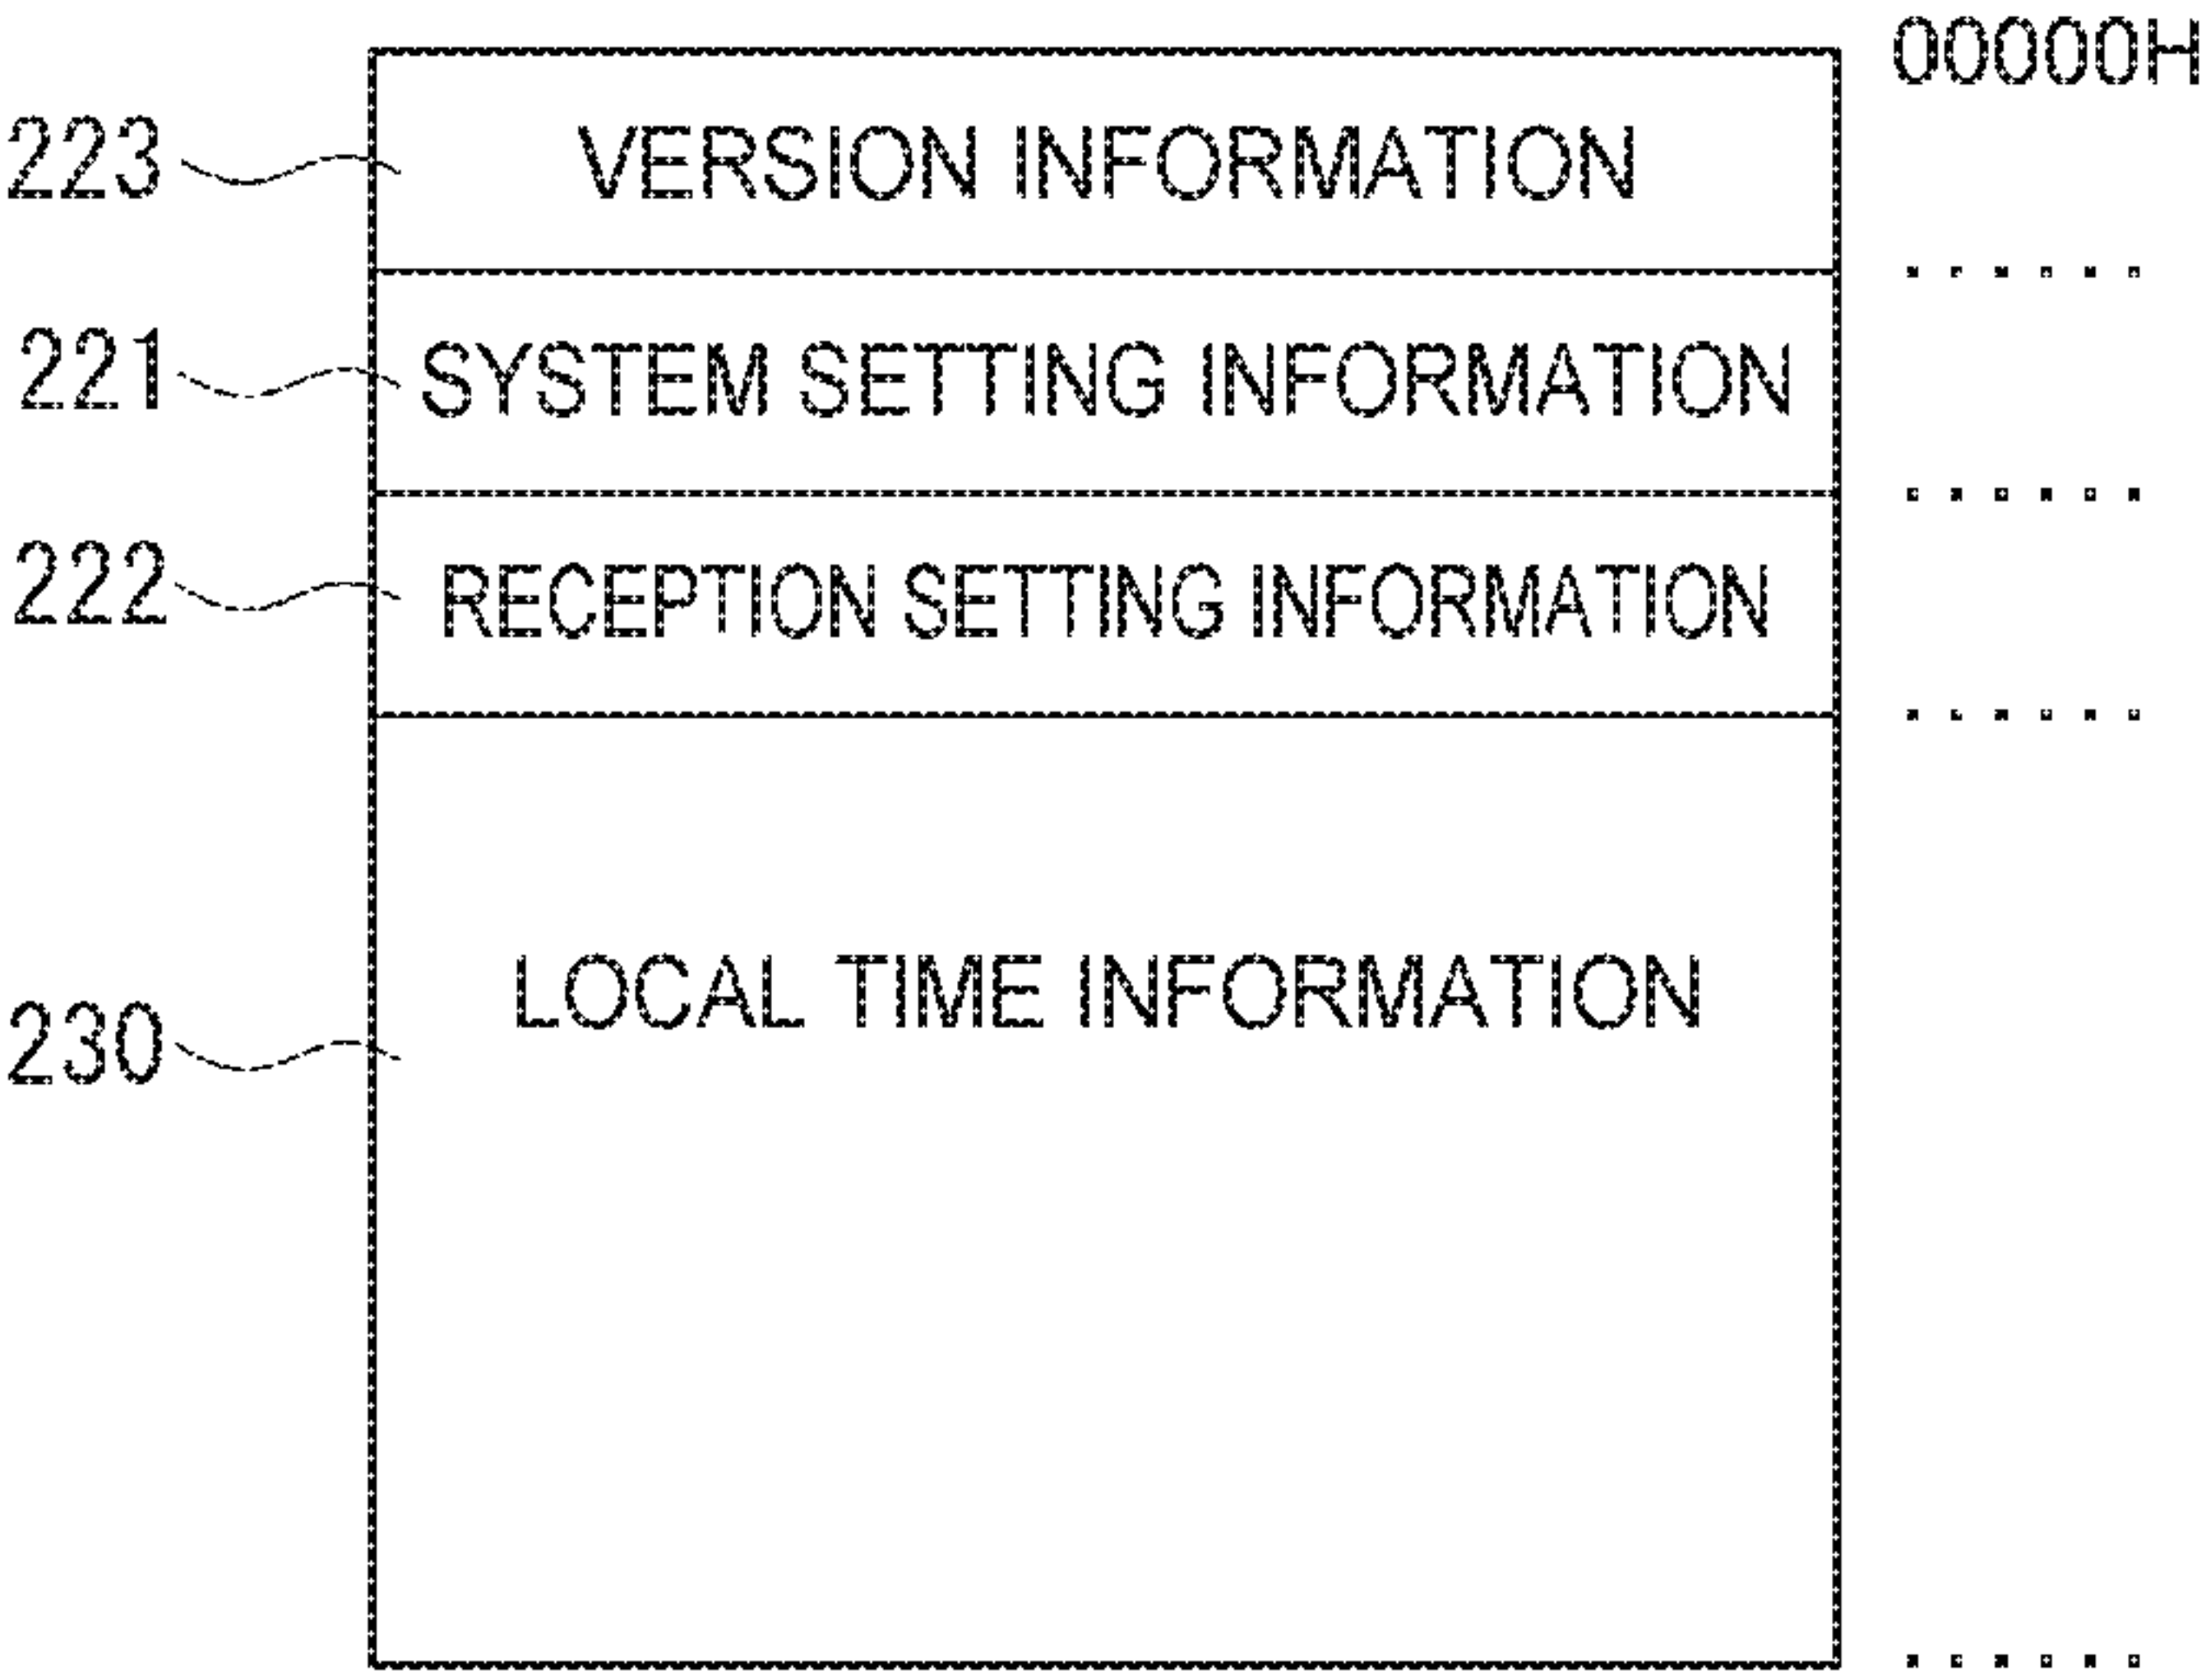 00000H
223 VERSION INFORMATION
......
221 SYSTEM SETTING INFORMATION
......
222 RECEPTION SETTING INFORMATION
......
230 LOCAL TIME INFORMATION
......